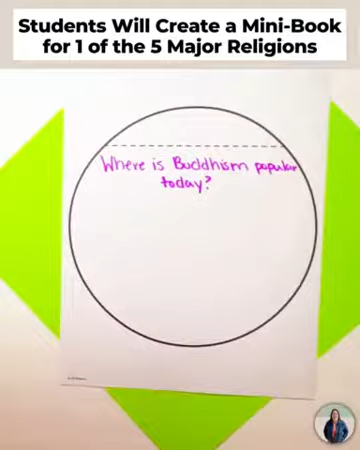 Students Will Create a Mini-Book
for 1 of the 5 Major Religions
Where is Buddhism popular
today?